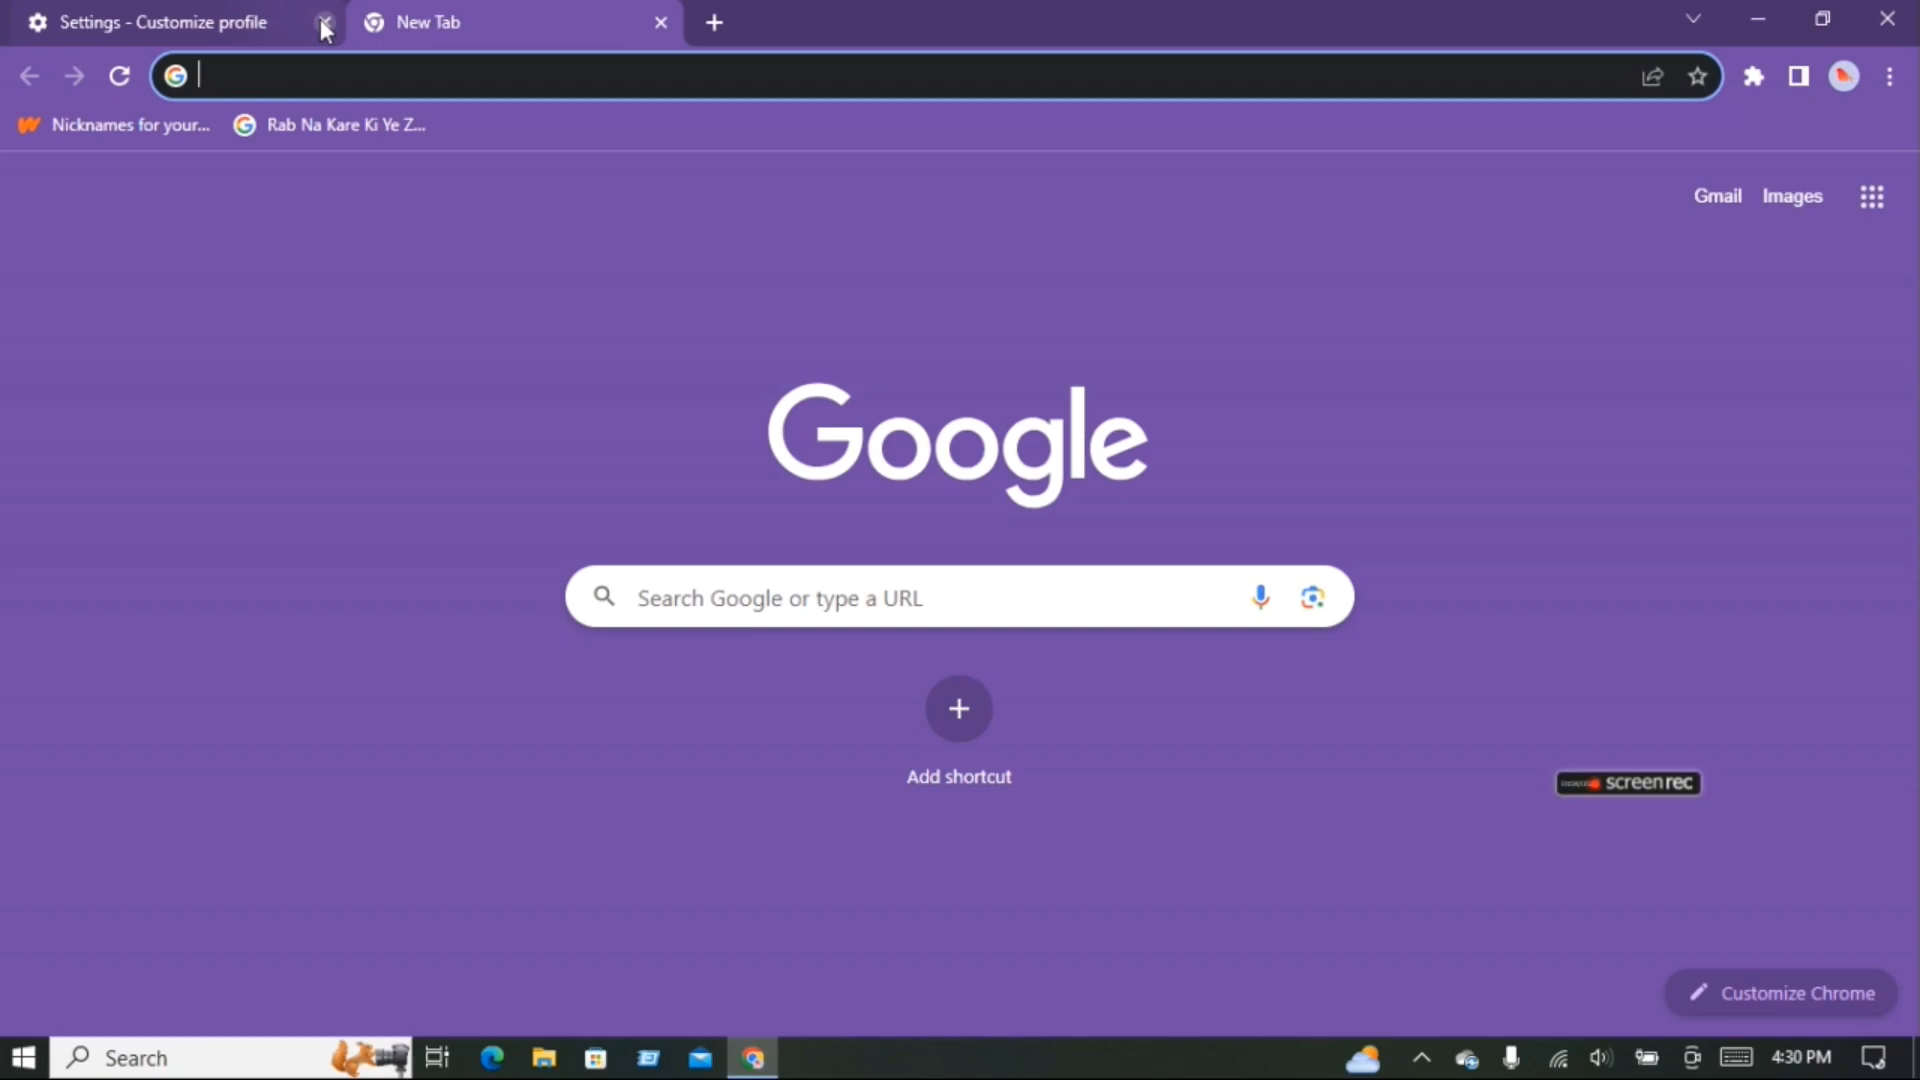 Settings - Customize profile
New Tab
Nicknames for your...
Rab Na Kare Ki Ye Z...
Gmail
Images
Google
Search Google or type a URL
Add shortcut
screenrec
Customize Chrome
Search
4:30 PM